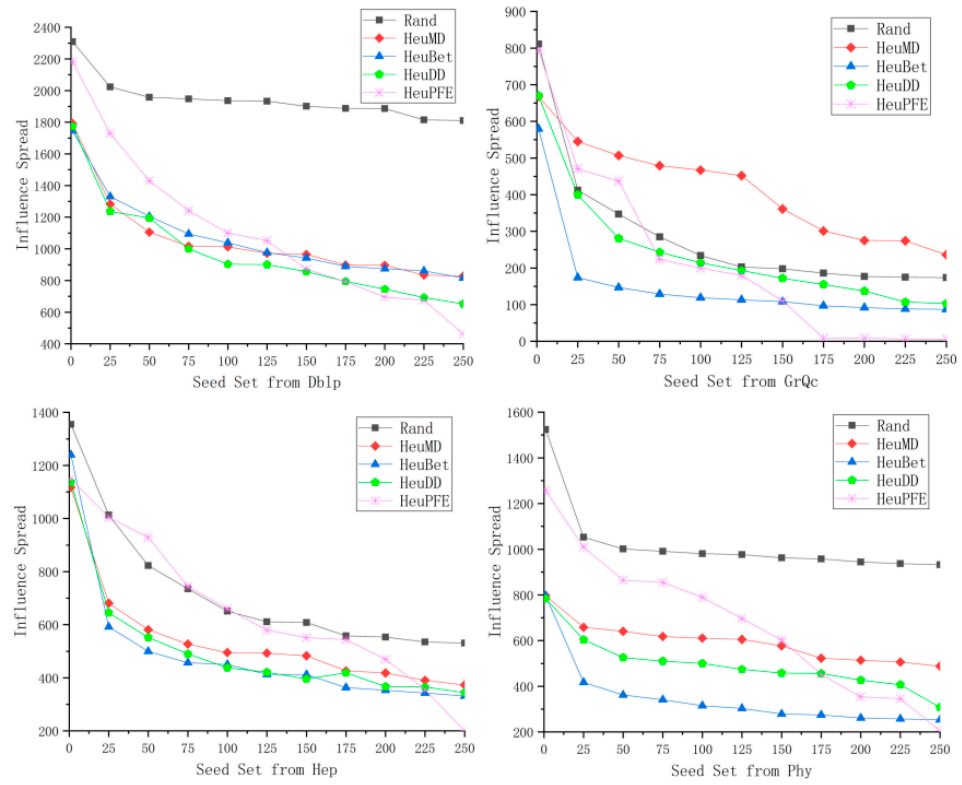 2400
2200
2000
1800
1600
1400
1200
1000
800
600
400
Influence Spread
Rand
HeuMD
HeuBet
HeuDD
HeuPFE
0 25 50 75 100 125 150 175 200 225 250
Seed Set from Dblp
900
800
700
600
500
400
300
200
100
0
Influence Spread
Rand
HeuMD
HeuBet
HeuDD
HeuPFE
0 25 50 75 100 125 150 175 200 225 250
Seed Set from GrQc
1400
1200
1000
800
600
400
200
Influence Spread
Rand
HeuMD
HeuBet
HeuDD
HeuPFE
0 25 50 75 100 125 150 175 200 225 250
Seed Set from Hep
1600
1400
1200
1000
800
600
400
200
Influence Spread
Rand
HeuMD
HeuBet
HeuDD
HeuPFE
0 25 50 75 100 125 150 175 200 225 250
Seed Set from Phy